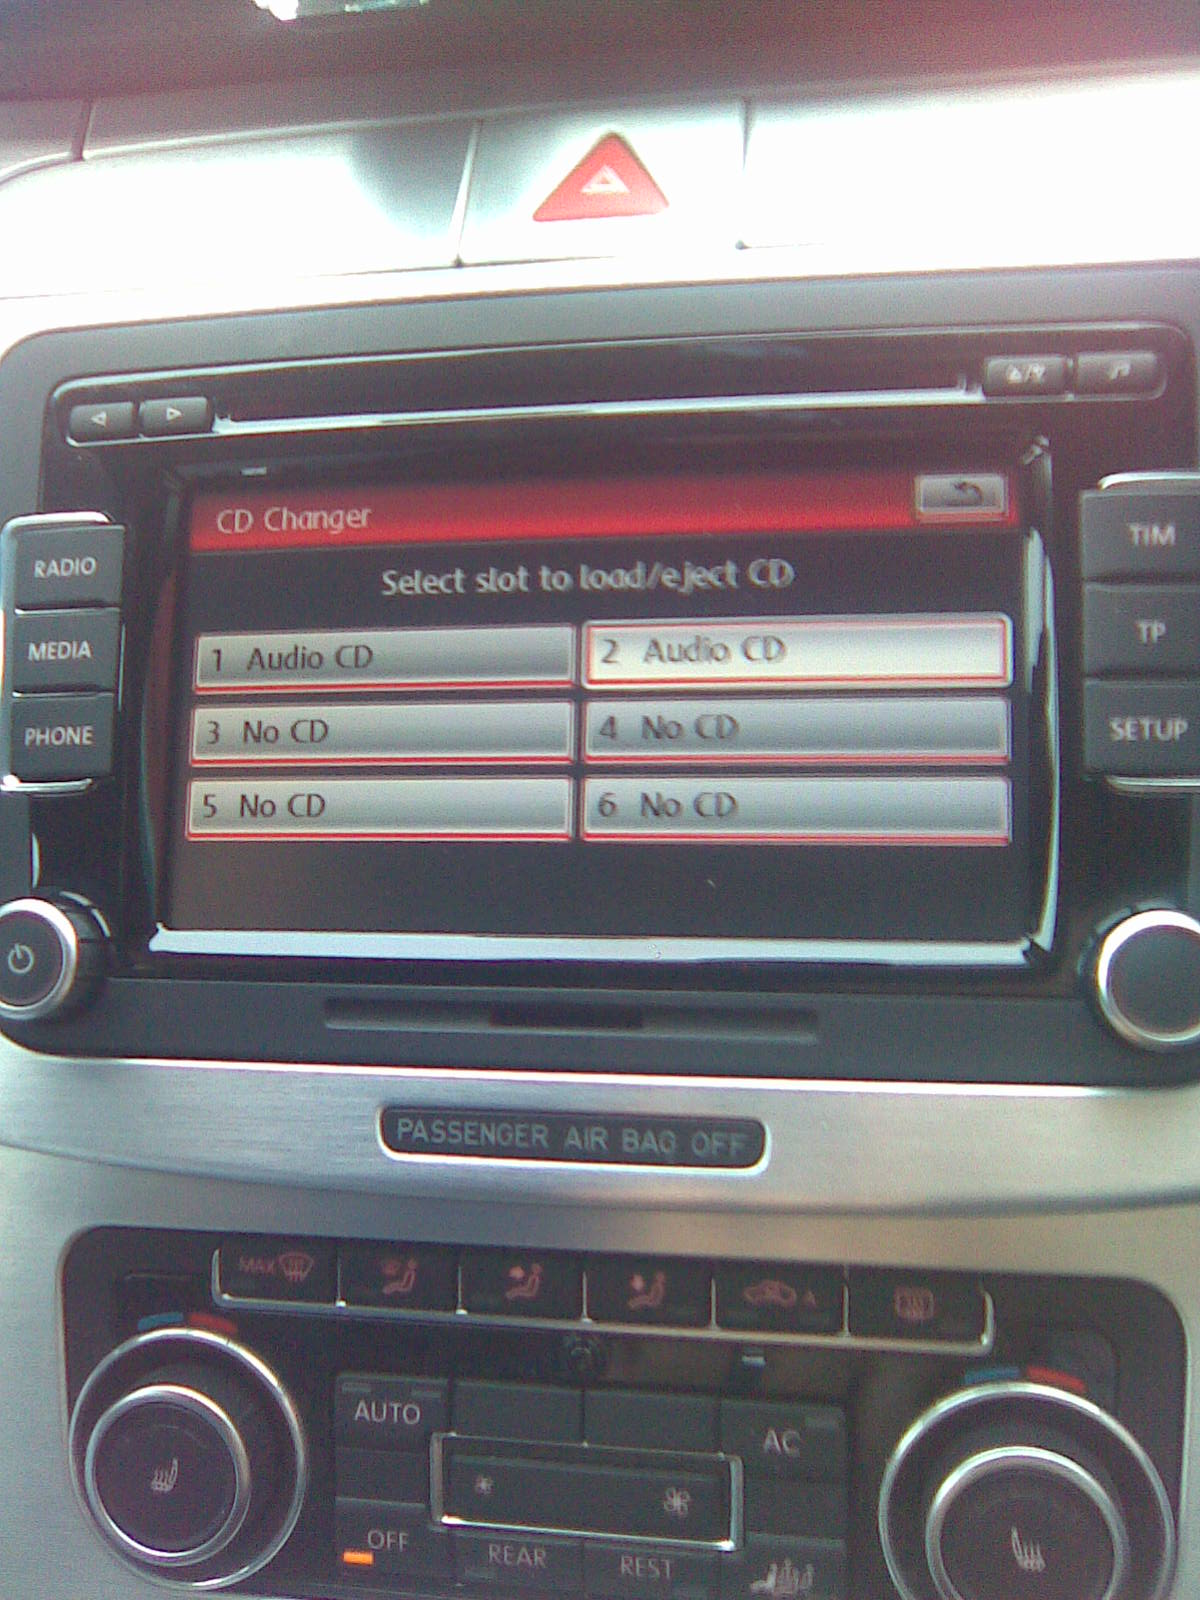 CD Changer
Select slot to load/eject CD
1 Audio CD
2 Audio CD
3 No CD
4 No CD
5 No CD
6 No CD
RADIO
MEDIA
PHONE
TIM
TP
SETUP
PASSENGER AIR BAG OFF
MAX
A
AUTO
AC
OFF
REAR
REST